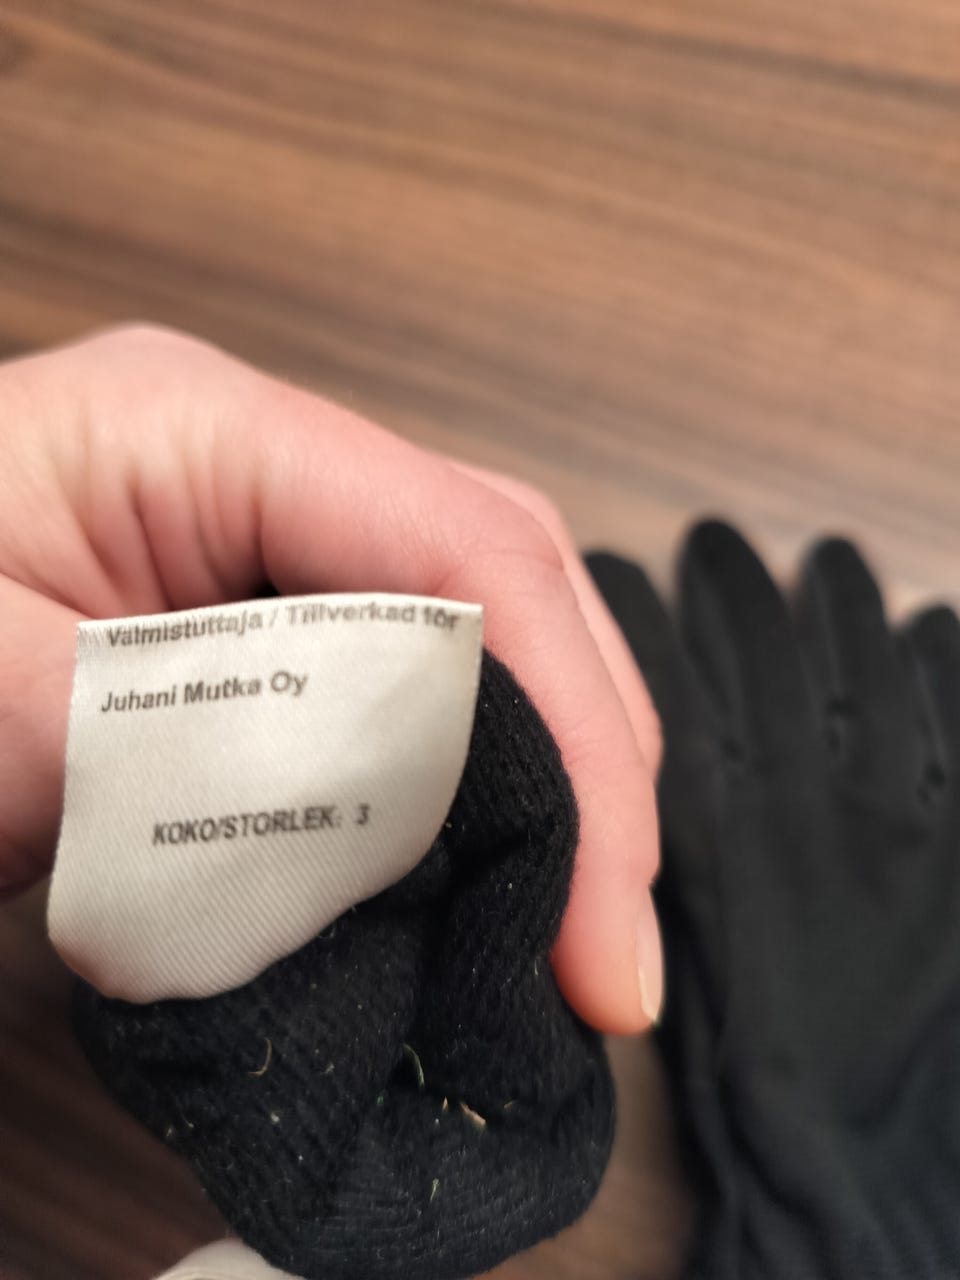 Valmistuttaja / Tillverkad för
Juhani Mutka Oy
KOKO/STORLEK: 3